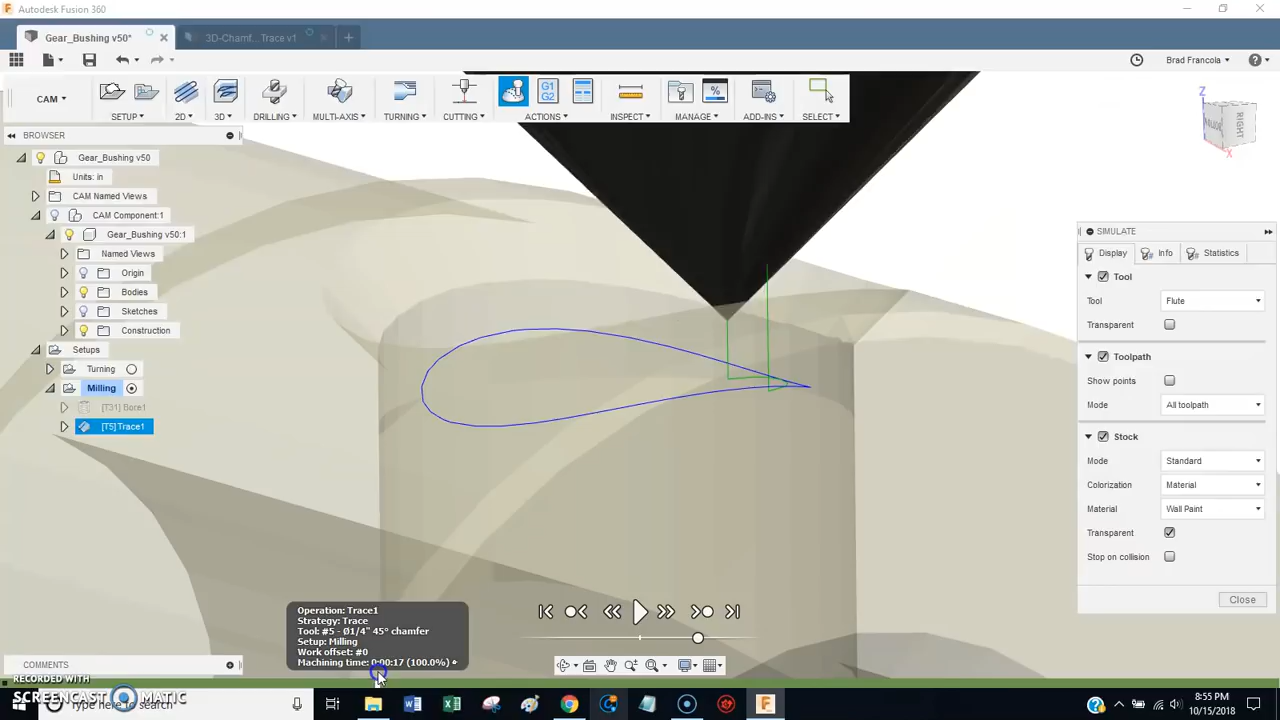 Autodesk Fusion 360
Gear_Bushing v50*
3D-Chamf...Trace v1
Brad Francola
CAM
SETUP
2D
3D
DRILLING
MULTI-AXIS
TURNING
CUTTING
G1
G2
ACTIONS
INSPECT
%
MANAGE
ADD-INS
SELECT
BROWSER
Gear_Bushing v50
Units: in
CAM Named Views
CAM Component:1
Gear_Bushing v50:1
Named Views
Origin
Bodies
Sketches
Construction
Setups
Turning
Milling
[T31] Bore1
[T5] Trace1
Z
RIGHT
X
SIMULATE
Display
Info
Statistics
Tool
Tool
Flute
Transparent
Toolpath
Show points
Mode
All toolpath
Stock
Mode
Standard
Colorization
Material
Material
Wall Paint
Transparent
Stop on collision
Close
Operation: Trace1
Strategy: Trace
Tool: #5 - Ø1/4" 45° chamfer
Setup: Milling
Work offset: #0
Machining time: 0:00:17 (100.0%)
COMMENTS
RECORDED WITH
SCREENCAST MATIC
Type here to search
8:55 PM
10/15/2018